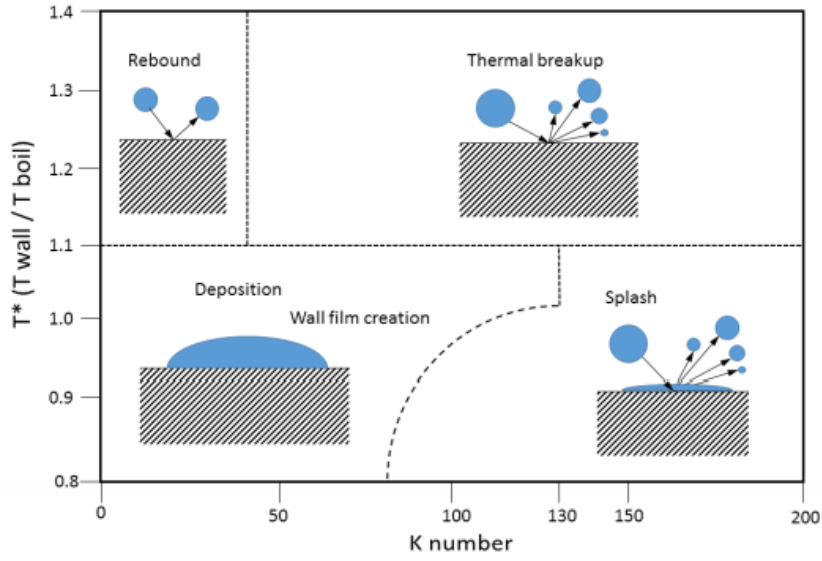 1.4
Rebound
Thermal breakup
1.3
1.2
1.1
Deposition
Splash
Wall film creation
1.0
0.9
0.8
T* (T wall / T boil)
0 50 100 130 150 200
K number